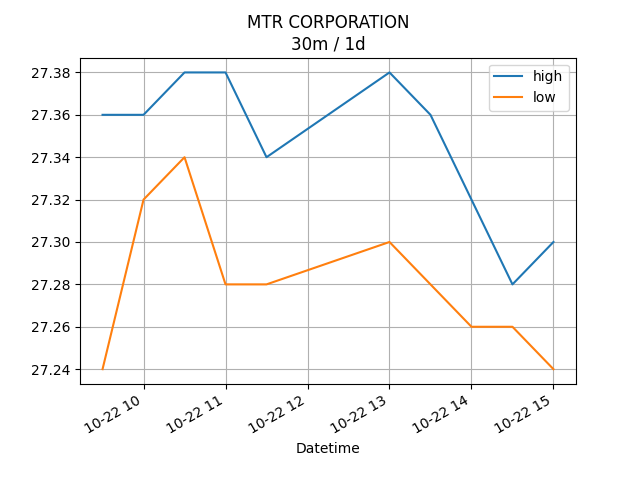 MTR CORPORATION
30m / 1d
high
low
27.38
27.36
27.34
27.32
27.30
27.28
27.26
27.24
10-22 10
10-22 11
10-22 12
10-22 13
10-22 14
10-22 15
Datetime